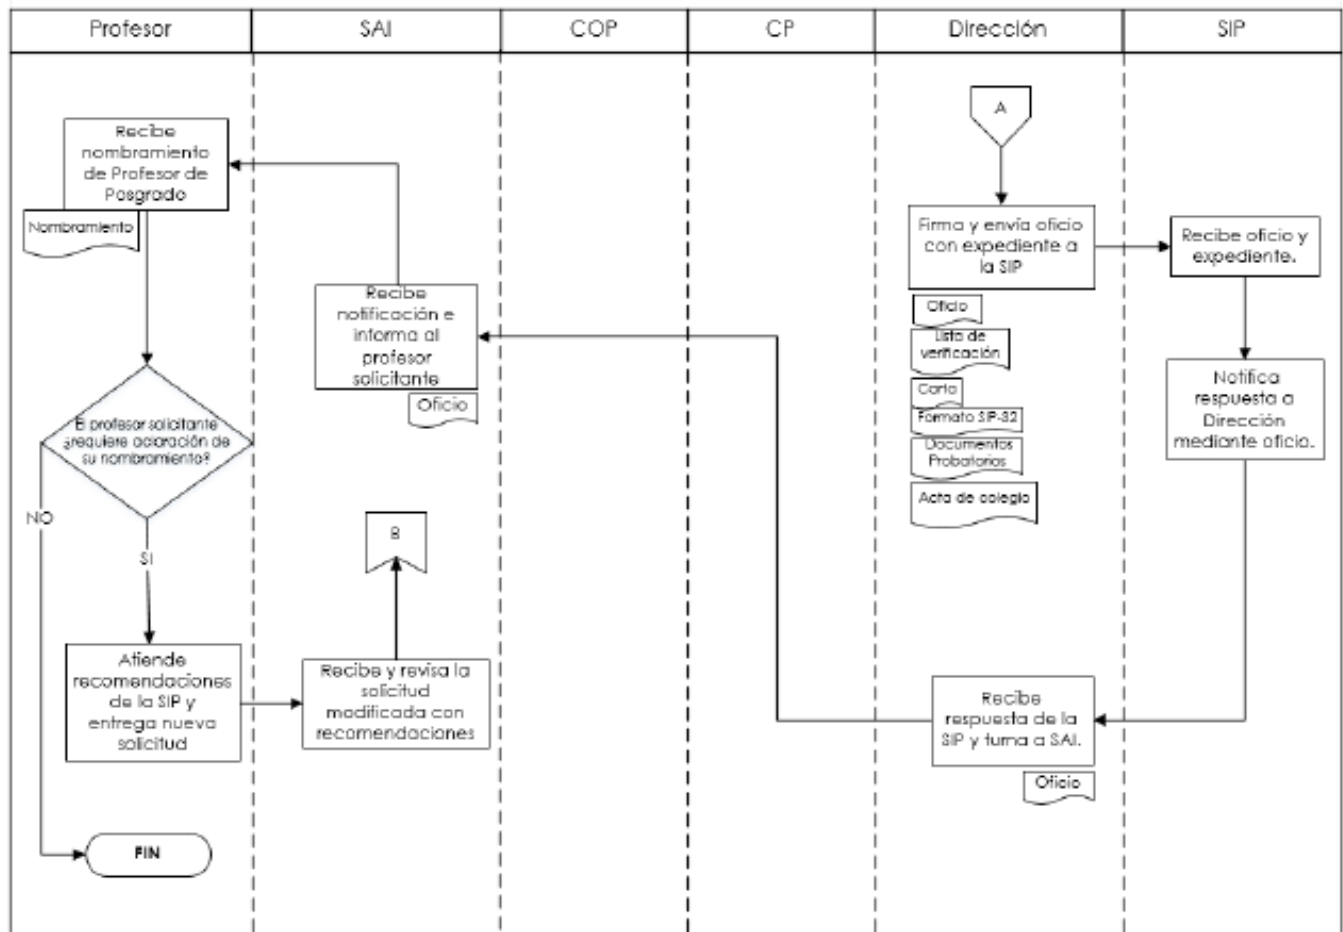 Profesor
SAI
COP
CP
Dirección
SIP
A
Recibe
nombramiento
de Profesor de
Posgrado
Nombramiento
Firma y envía oficio
con expediente a
la SIP
Recibe oficio y
expediente.
Recibe
notificación e
informa al
profesor
solicitante
Oficio
Oficio
Lista de
verificación
Carta
Formato SIP-32
Documentos
Probatorios
Acta de colegio
Notifica
respuesta a
Dirección
mediante oficio.
El profesor solicitante
¿requiere aclaración de
su nombramiento?
NO
SI
B
Atiende
recomendaciones
de la SIP y
entrega nueva
solicitud
Recibe y revisa la
solicitud
modificada con
recomendaciones
Recibe
respuesta de la
SIP y turna a SAI.
Oficio
FIN